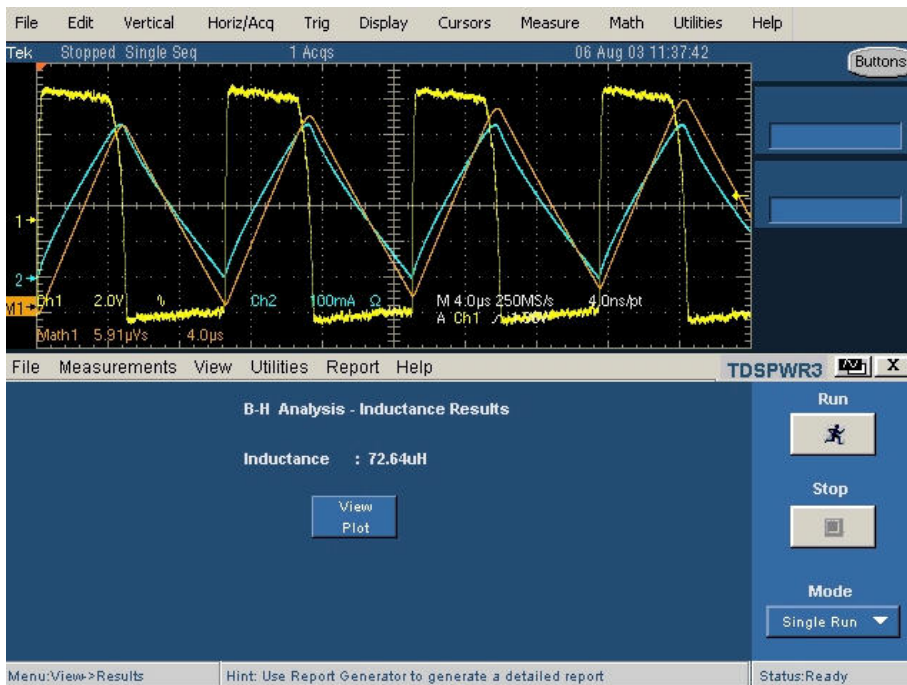 File Edit Vertical Horiz/Acq Trig Display Cursors Measure Math Utilities Help
Tek Stopped Single Seq 1 Acqs 06 Aug 03 11:37:42
Buttons
1
2
M1
Ch1 2.0V Ch2 100mA Ω M 4.0µs 250MS/s 4.0ns/pt
A Ch1
Math1 5.91µVs 4.0µs
File Measurements View Utilities Report Help TDSPWR3 X
B-H Analysis - Inductance Results
Run
Inductance : 72.64uH
View
Plot
Stop
Mode
Single Run
Menu:View->Results Hint: Use Report Generator to generate a detailed report Status:Ready